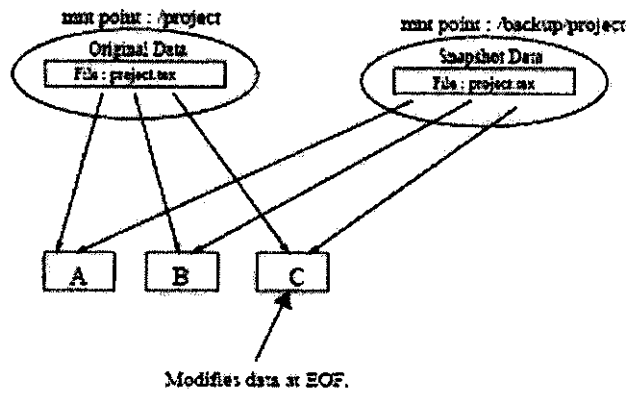 mnt point : /project
Original Data
File : project.tex
mnt point : /backup/project
Snapshot Data
File : project.tex
A
B
C
Modifies data at EOF.